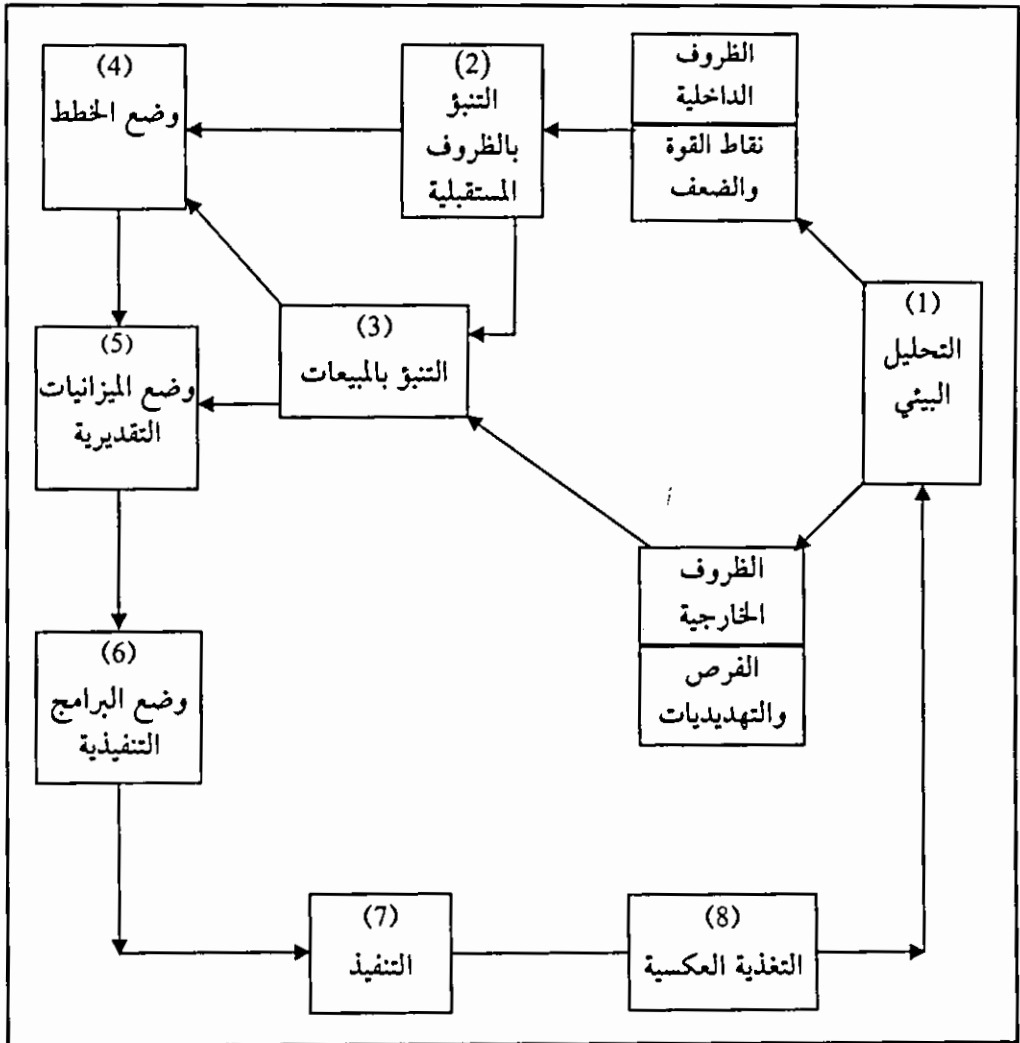 (1)
التحليل
البيئي
الظروف
الداخلية
نقاط القوة
والضعف
الظروف
الخارجية
الفرص
والتهديديات
(2)
التنبؤ
بالظروف
المستقبلية
(3)
التنبؤ بالمبيعات
(4)
وضع الخطط
(5)
وضع الميزانيات
التقديرية
(6)
وضع البرامج
التنفيذية
(7)
التنفيذ
(8)
التغذية العكسية